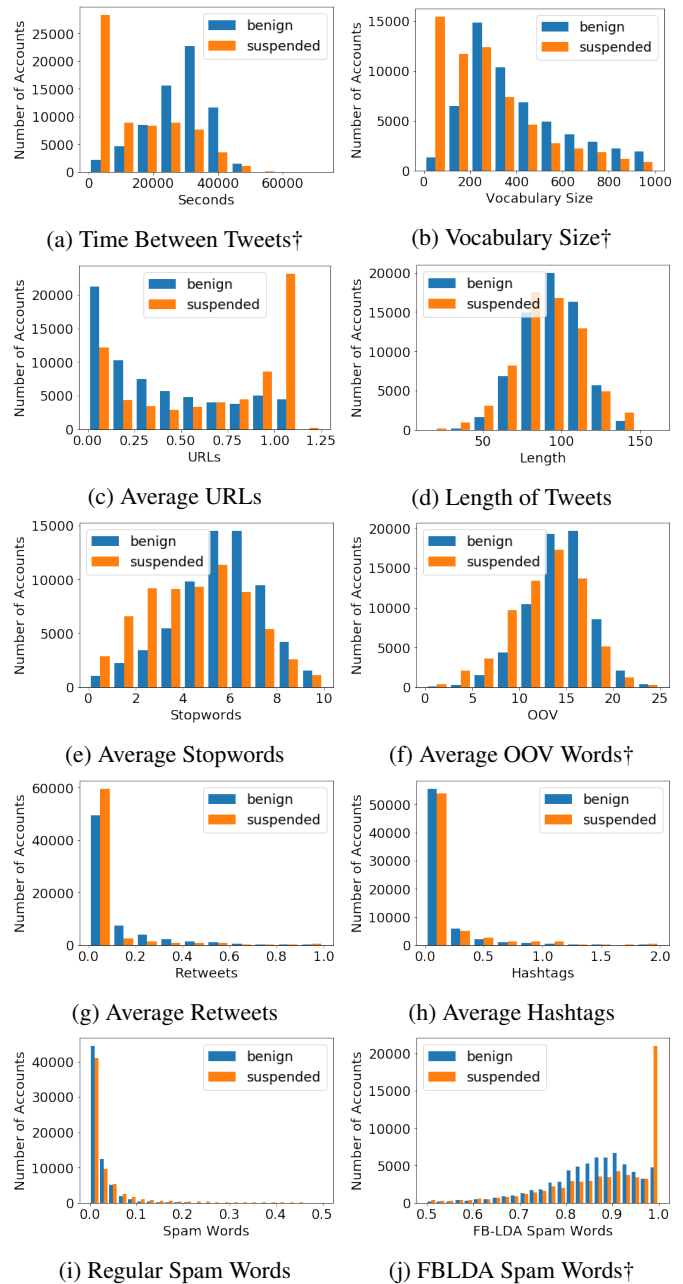 Number of Accounts
25000
20000
15000
10000
5000
0
benign
suspended
0 20000 40000 60000
Seconds
(a) Time Between Tweets†
Number of Accounts
15000
10000
5000
0
benign
suspended
0 200 400 600 800 1000
Vocabulary Size
(b) Vocabulary Size†
Number of Accounts
20000
15000
10000
5000
0
benign
suspended
0.00 0.25 0.50 0.75 1.00 1.25
URLs
(c) Average URLs
Number of Accounts
20000
15000
10000
5000
0
benign
suspended
50 100 150
Length
(d) Length of Tweets
Number of Accounts
15000
10000
5000
0
benign
suspended
0 2 4 6 8 10
Stopwords
(e) Average Stopwords
Number of Accounts
20000
15000
10000
5000
0
benign
suspended
0 5 10 15 20 25
OOV
(f) Average OOV Words†
Number of Accounts
60000
40000
20000
0
benign
suspended
0.0 0.2 0.4 0.6 0.8 1.0
Retweets
(g) Average Retweets
Number of Accounts
50000
40000
30000
20000
10000
0
benign
suspended
0.0 0.5 1.0 1.5 2.0
Hashtags
(h) Average Hashtags
Number of Accounts
40000
30000
20000
10000
0
benign
suspended
0.0 0.1 0.2 0.3 0.4 0.5
Spam Words
(i) Regular Spam Words
Number of Accounts
20000
15000
10000
5000
0
benign
suspended
0.5 0.6 0.7 0.8 0.9 1.0
FB-LDA Spam Words
(j) FBLDA Spam Words†